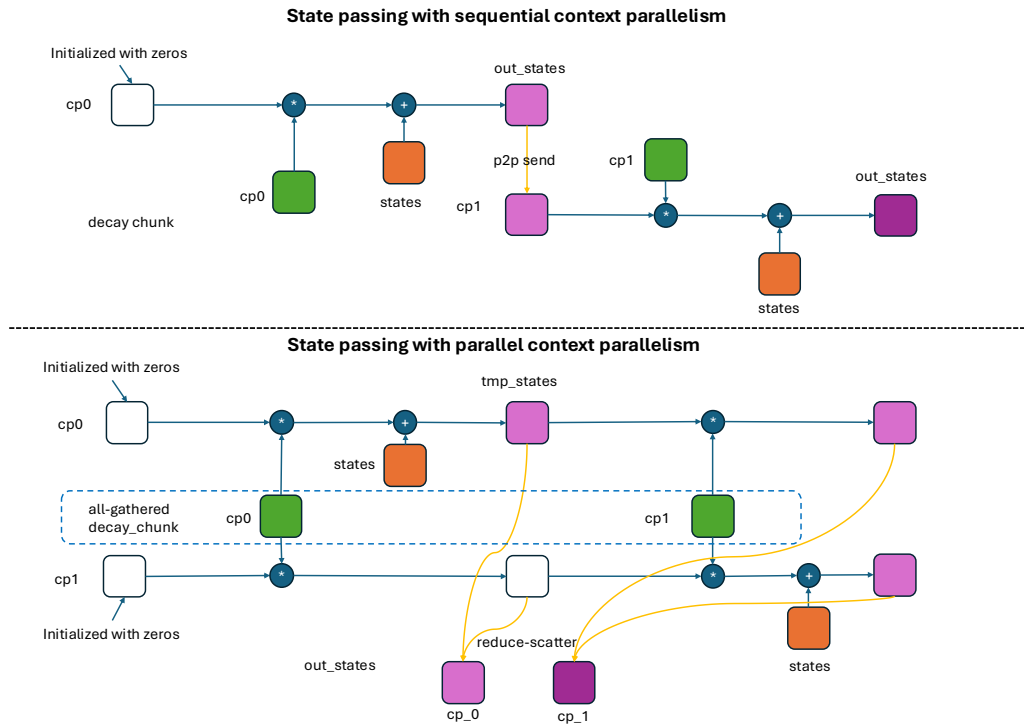 State passing with sequential context parallelism
Initialized with zeros
out_states
cp0
*
+
p2p send
cp1
cp0
states
out_states
cp1
decay chunk
*
+
states
State passing with parallel context parallelism
Initialized with zeros
tmp_states
cp0
*
+
*
states
all-gathered
decay_chunk
cp0
cp1
cp1
*
*
+
Initialized with zeros
reduce-scatter
out_states
states
cp_0
cp_1